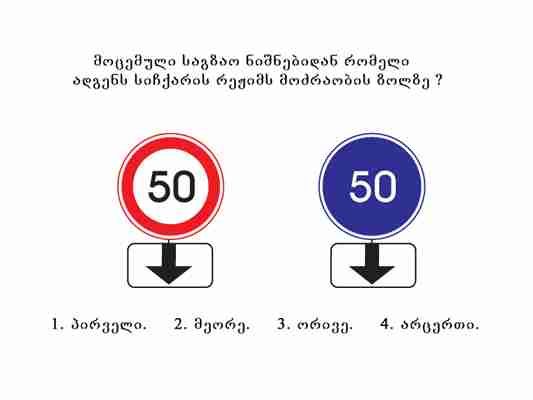 მოცემული საგზაო ნიშნებიდან რომელი
ადგენს სიჩქარის რეჟიმს მოძრაობის ზოლზე ?
50 50
1. პირველი. 2. მეორე. 3. ორივე. 4. არცერთი.